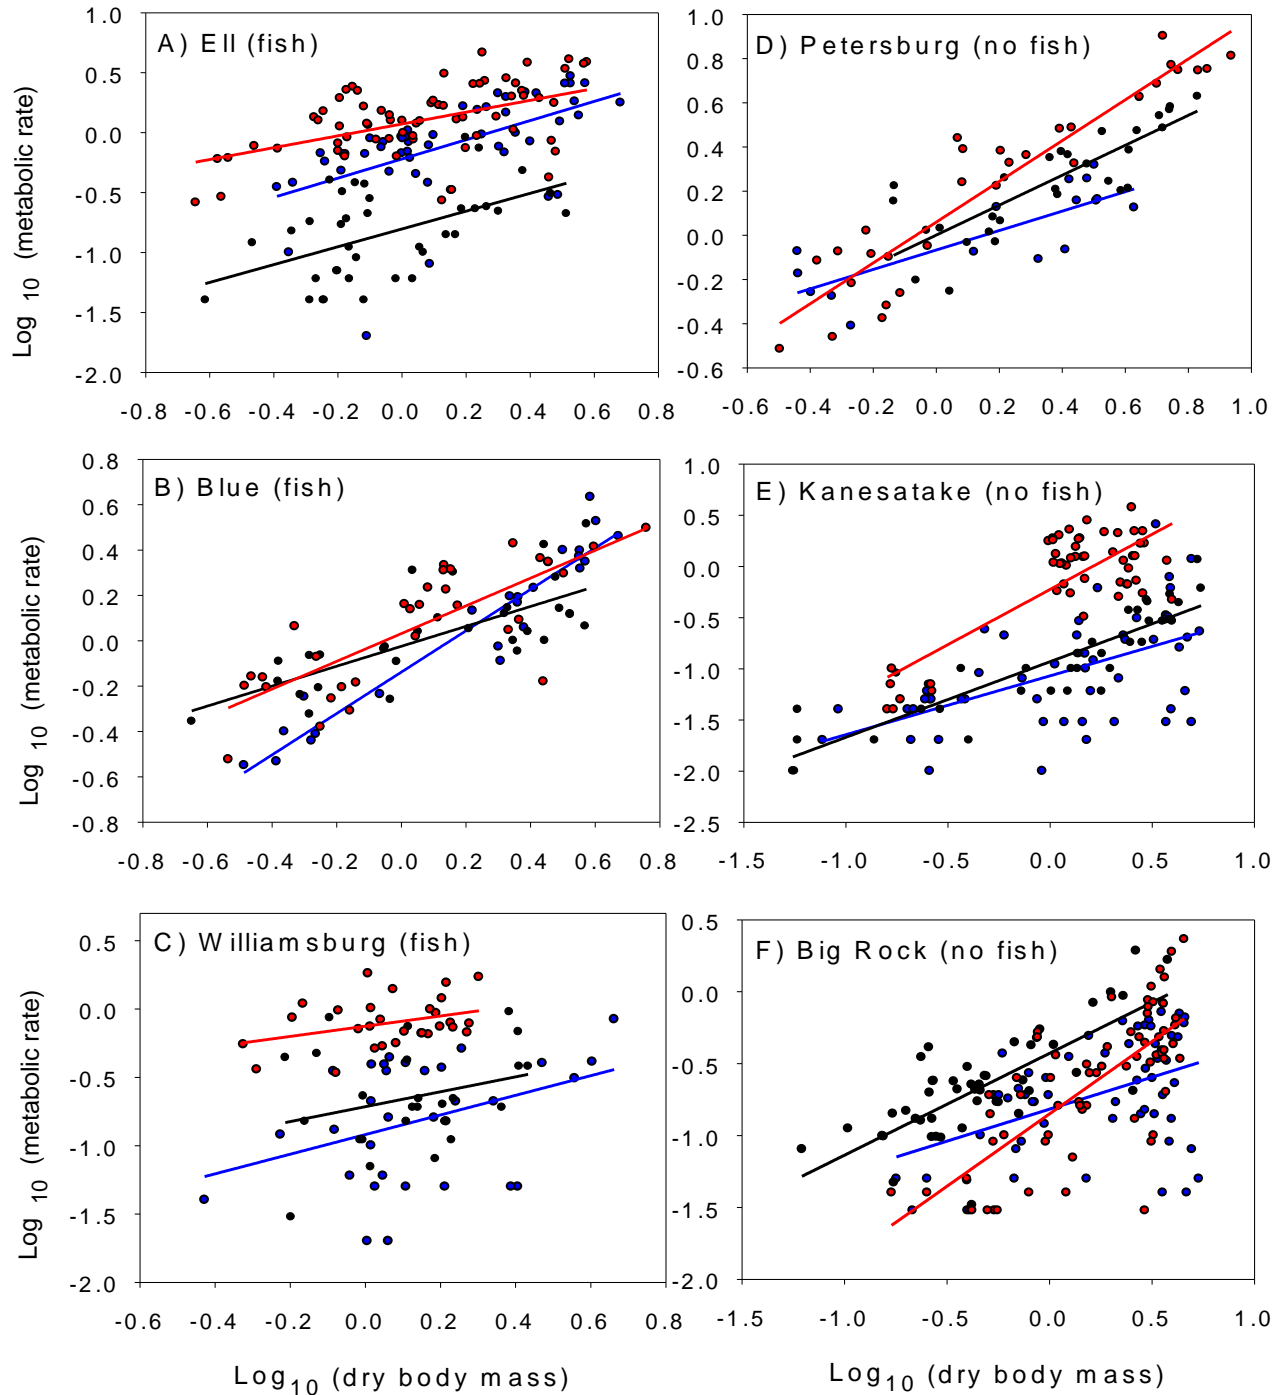 A) Ell (fish)
1.0
0.5
0.0
-0.5
-1.0
-1.5
-2.0
-0.8 -0.6 -0.4 -0.2 0.0 0.2 0.4 0.6 0.8
Log 10 (metabolic rate)
D) Petersburg (no fish)
1.0
0.8
0.6
0.4
0.2
0.0
-0.2
-0.4
-0.6
-0.6 -0.4 -0.2 0.0 0.2 0.4 0.6 0.8 1.0
B) Blue (fish)
0.8
0.6
0.4
0.2
0.0
-0.2
-0.4
-0.6
-0.8
-0.8 -0.6 -0.4 -0.2 0.0 0.2 0.4 0.6 0.8
Log 10 (metabolic rate)
E) Kanesatake (no fish)
1.0
0.5
0.0
-0.5
-1.0
-1.5
-2.0
-2.5
-1.5 -1.0 -0.5 0.0 0.5 1.0
C) Williamsburg (fish)
0.5
0.0
-0.5
-1.0
-1.5
-2.0
-0.6 -0.4 -0.2 0.0 0.2 0.4 0.6 0.8
Log 10 (metabolic rate)
Log10 (dry body mass)
F) Big Rock (no fish)
0.5
0.0
-0.5
-1.0
-1.5
-2.0
-1.5 -1.0 -0.5 0.0 0.5 1.0
Log10 (dry body mass)